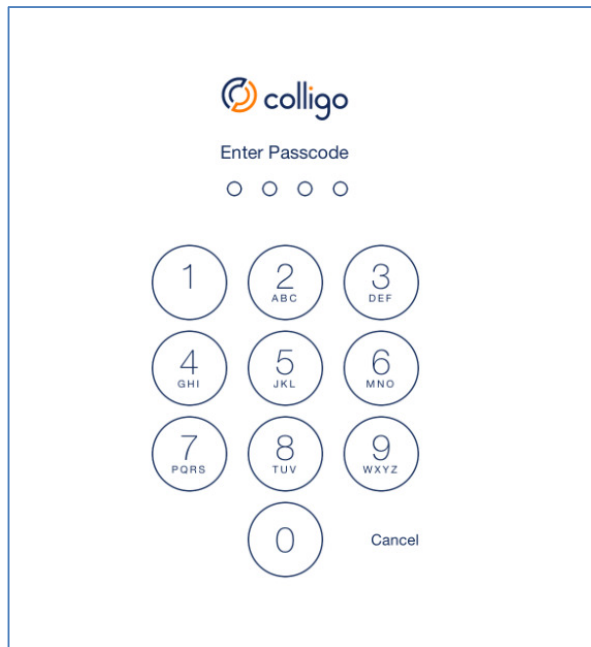 colligo
Enter Passcode
1 2 3
ABC DEF
4 5 6
GHI JKL MNO
7 8 9
PQRS TUV WXYZ
0 Cancel